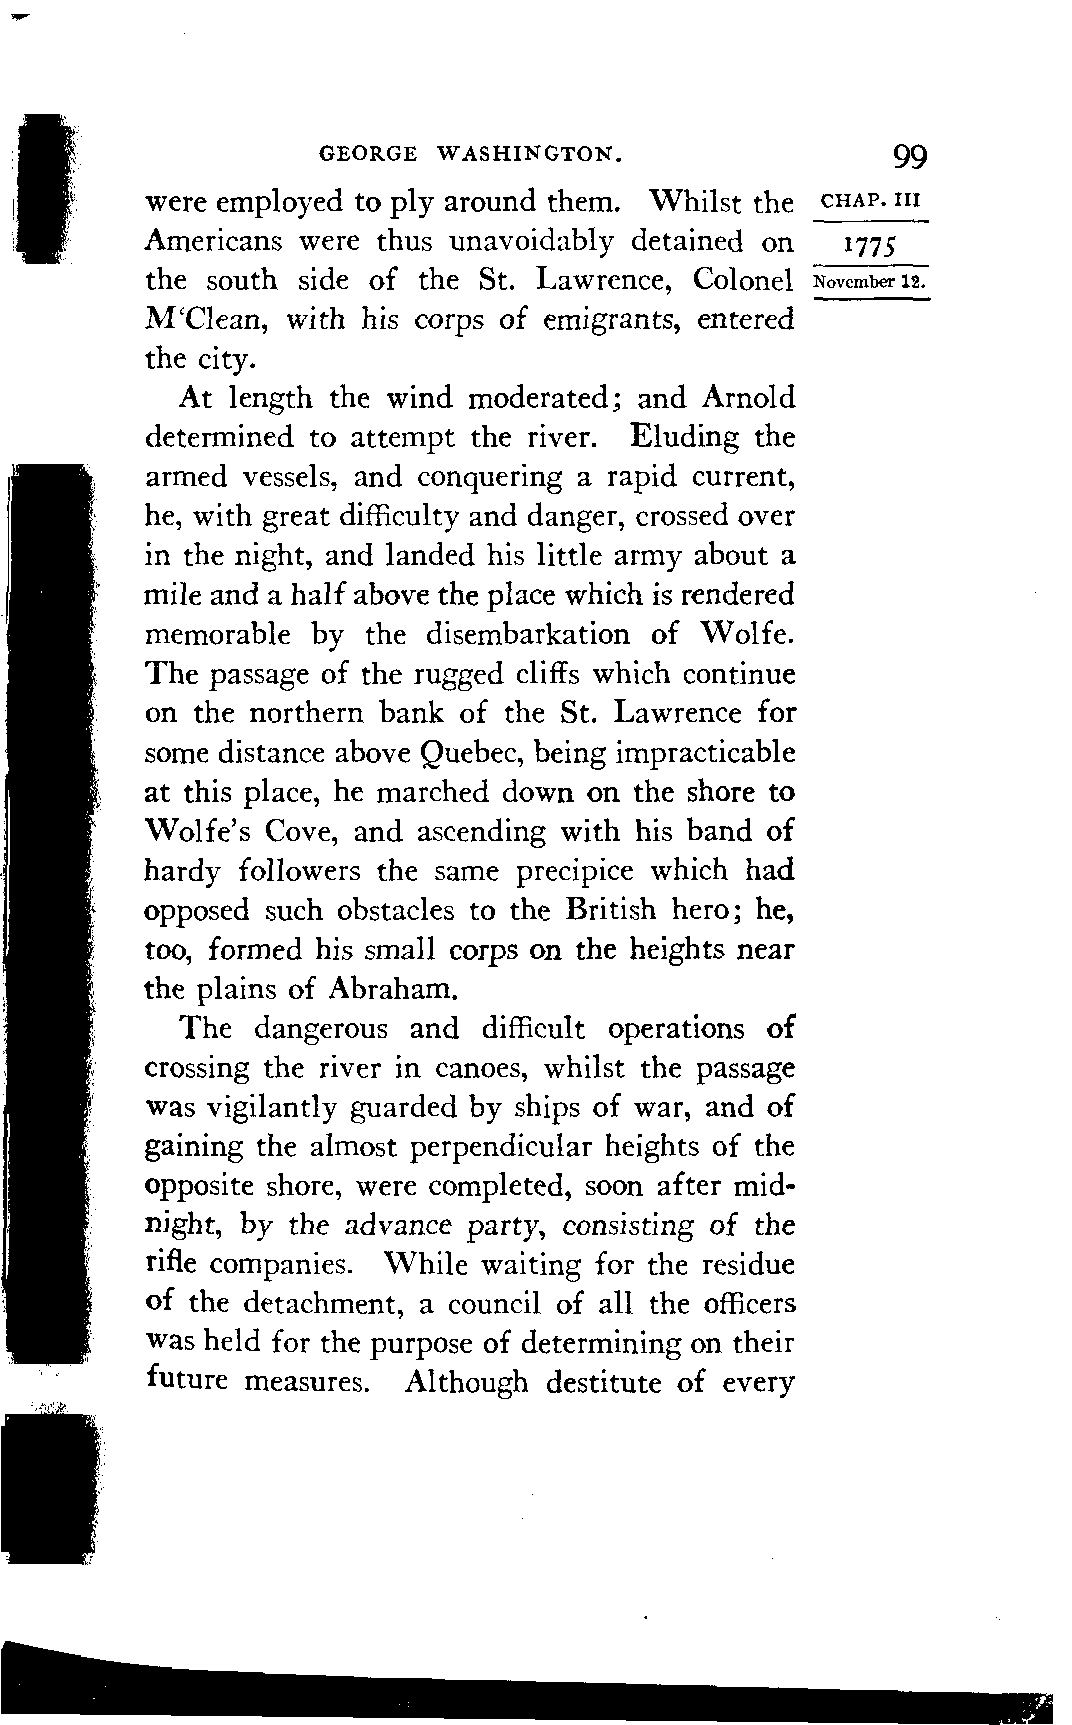 GEORGE WASHINGTON. 99
were employed to ply around them. Whilst the CHAP. III
Americans were thus unavoidably detained on 1775
the south side of the St. Lawrence, Colonel November 12.
M‘Clean, with his corps of emigrants, entered
the city.
At length the wind moderated; and Arnold
determined to attempt the river. Eluding the
armed vessels, and conquering a rapid current,
he, with great difficulty and danger, crossed over
in the night, and landed his little army about a
mile and a half above the place which is rendered
memorable by the disembarkation of Wolfe.
The passage of the rugged cliffs which continue
on the northern bank of the St. Lawrence for
some distance above Quebec, being impracticable
at this place, he marched down on the shore to
Wolfe's Cove, and ascending with his band of
hardy followers the same precipice which had
opposed such obstacles to the British hero; he,
too, formed his small corps on the heights near
the plains of Abraham.
The dangerous and difficult operations of
crossing the river in canoes, whilst the passage
was vigilantly guarded by ships of war, and of
gaining the almost perpendicular heights of the
opposite shore, were completed, soon after mid-
night, by the advance party, consisting of the
rifle companies. While waiting for the residue
of the detachment, a council of all the officers
was held for the purpose of determining on their
future measures. Although destitute of every